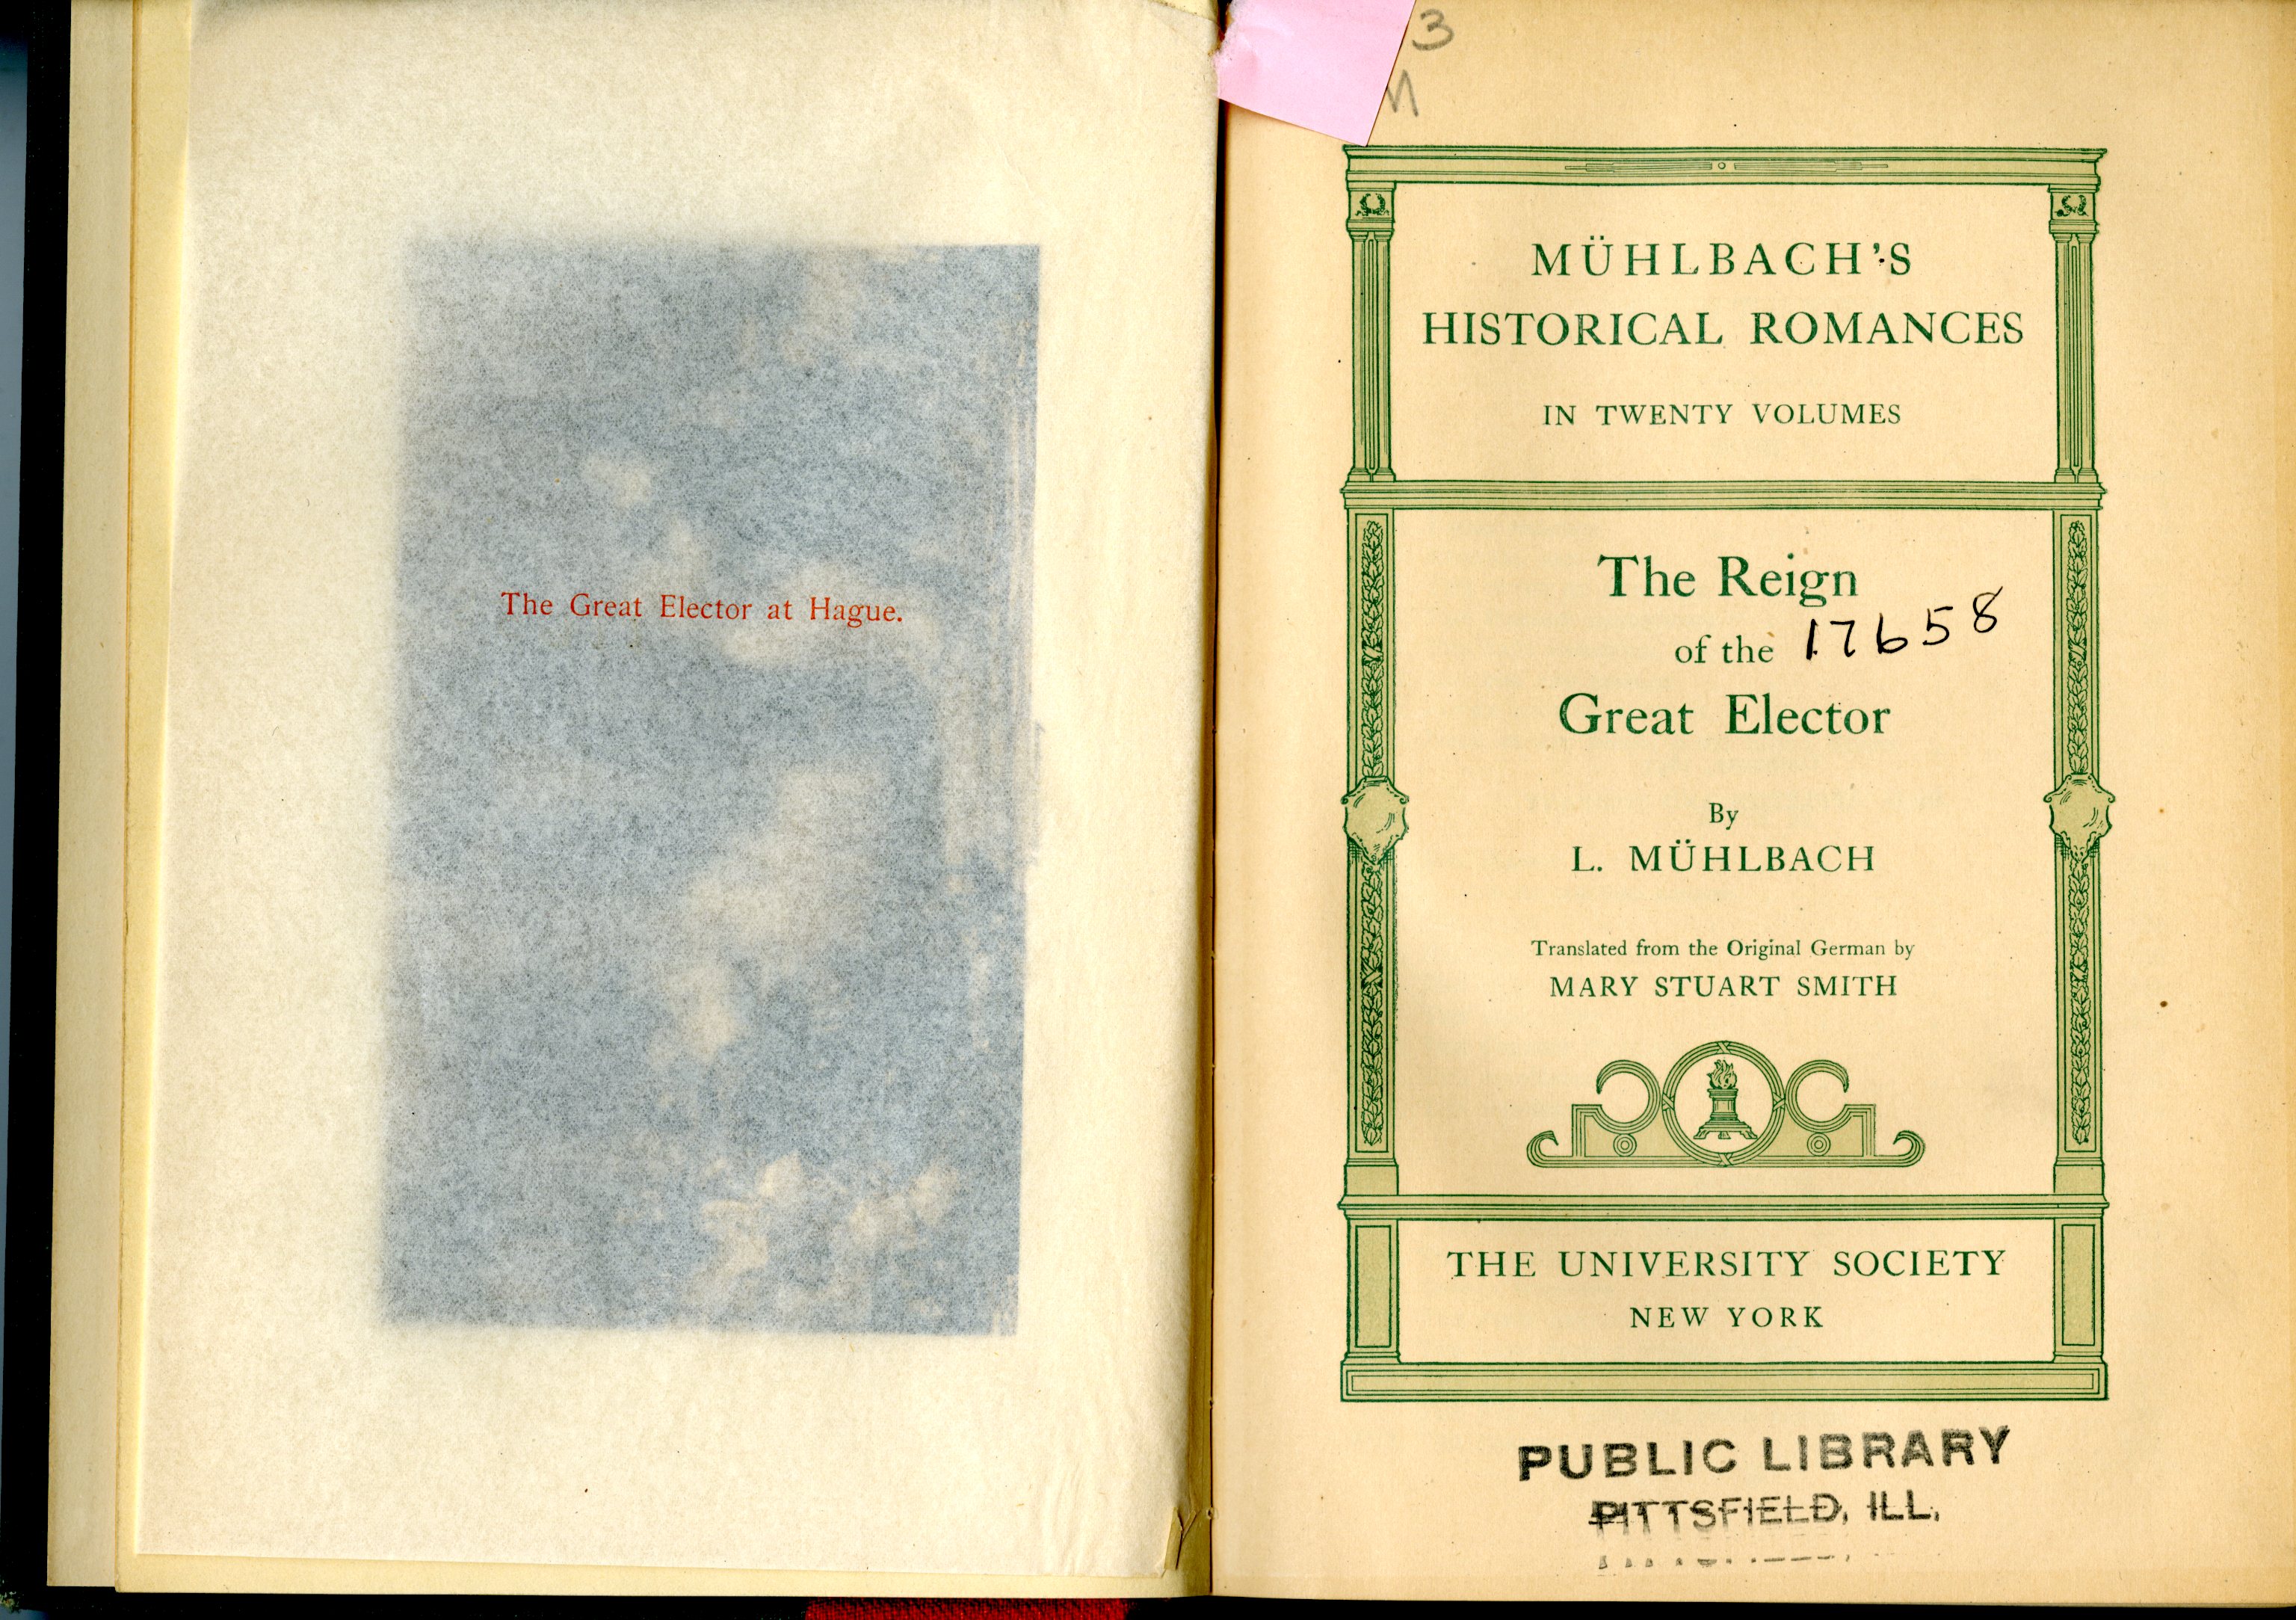 The Great Elector at Hague.
3
M
MÜHLBACH'S
HISTORICAL ROMANCES
IN TWENTY VOLUMES
The Reign
of the 17658
Great Elector
By
L. MÜHLBACH
Translated from the Original German by
MARY STUART SMITH
THE UNIVERSITY SOCIETY
NEW YORK
PUBLIC LIBRARY
PITTSFIELD, ILL.